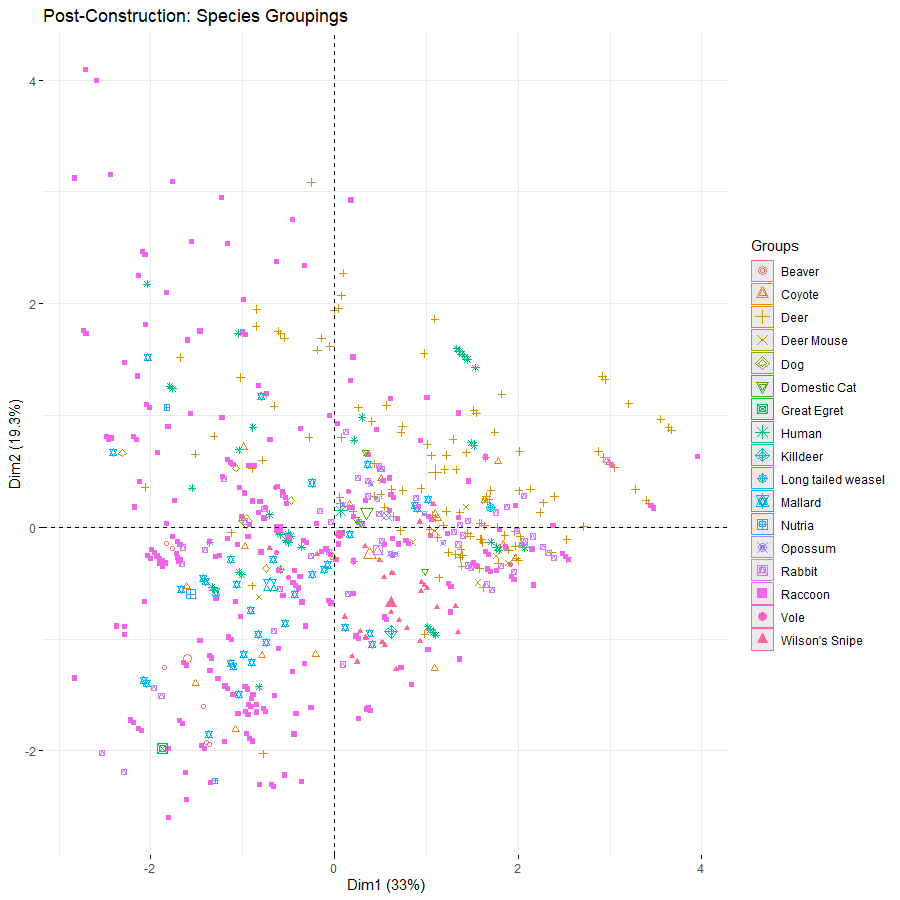 Post-Construction: Species Groupings
4
2
0
-2
Dim2 (19.3%)
-2
0
2
4
Dim1 (33%)
Groups
Beaver
Coyote
Deer
Deer Mouse
Dog
Domestic Cat
Great Egret
Human
Killdeer
Long tailed weasel
Mallard
Nutria
Opossum
Rabbit
Raccoon
Vole
Wilson's Snipe